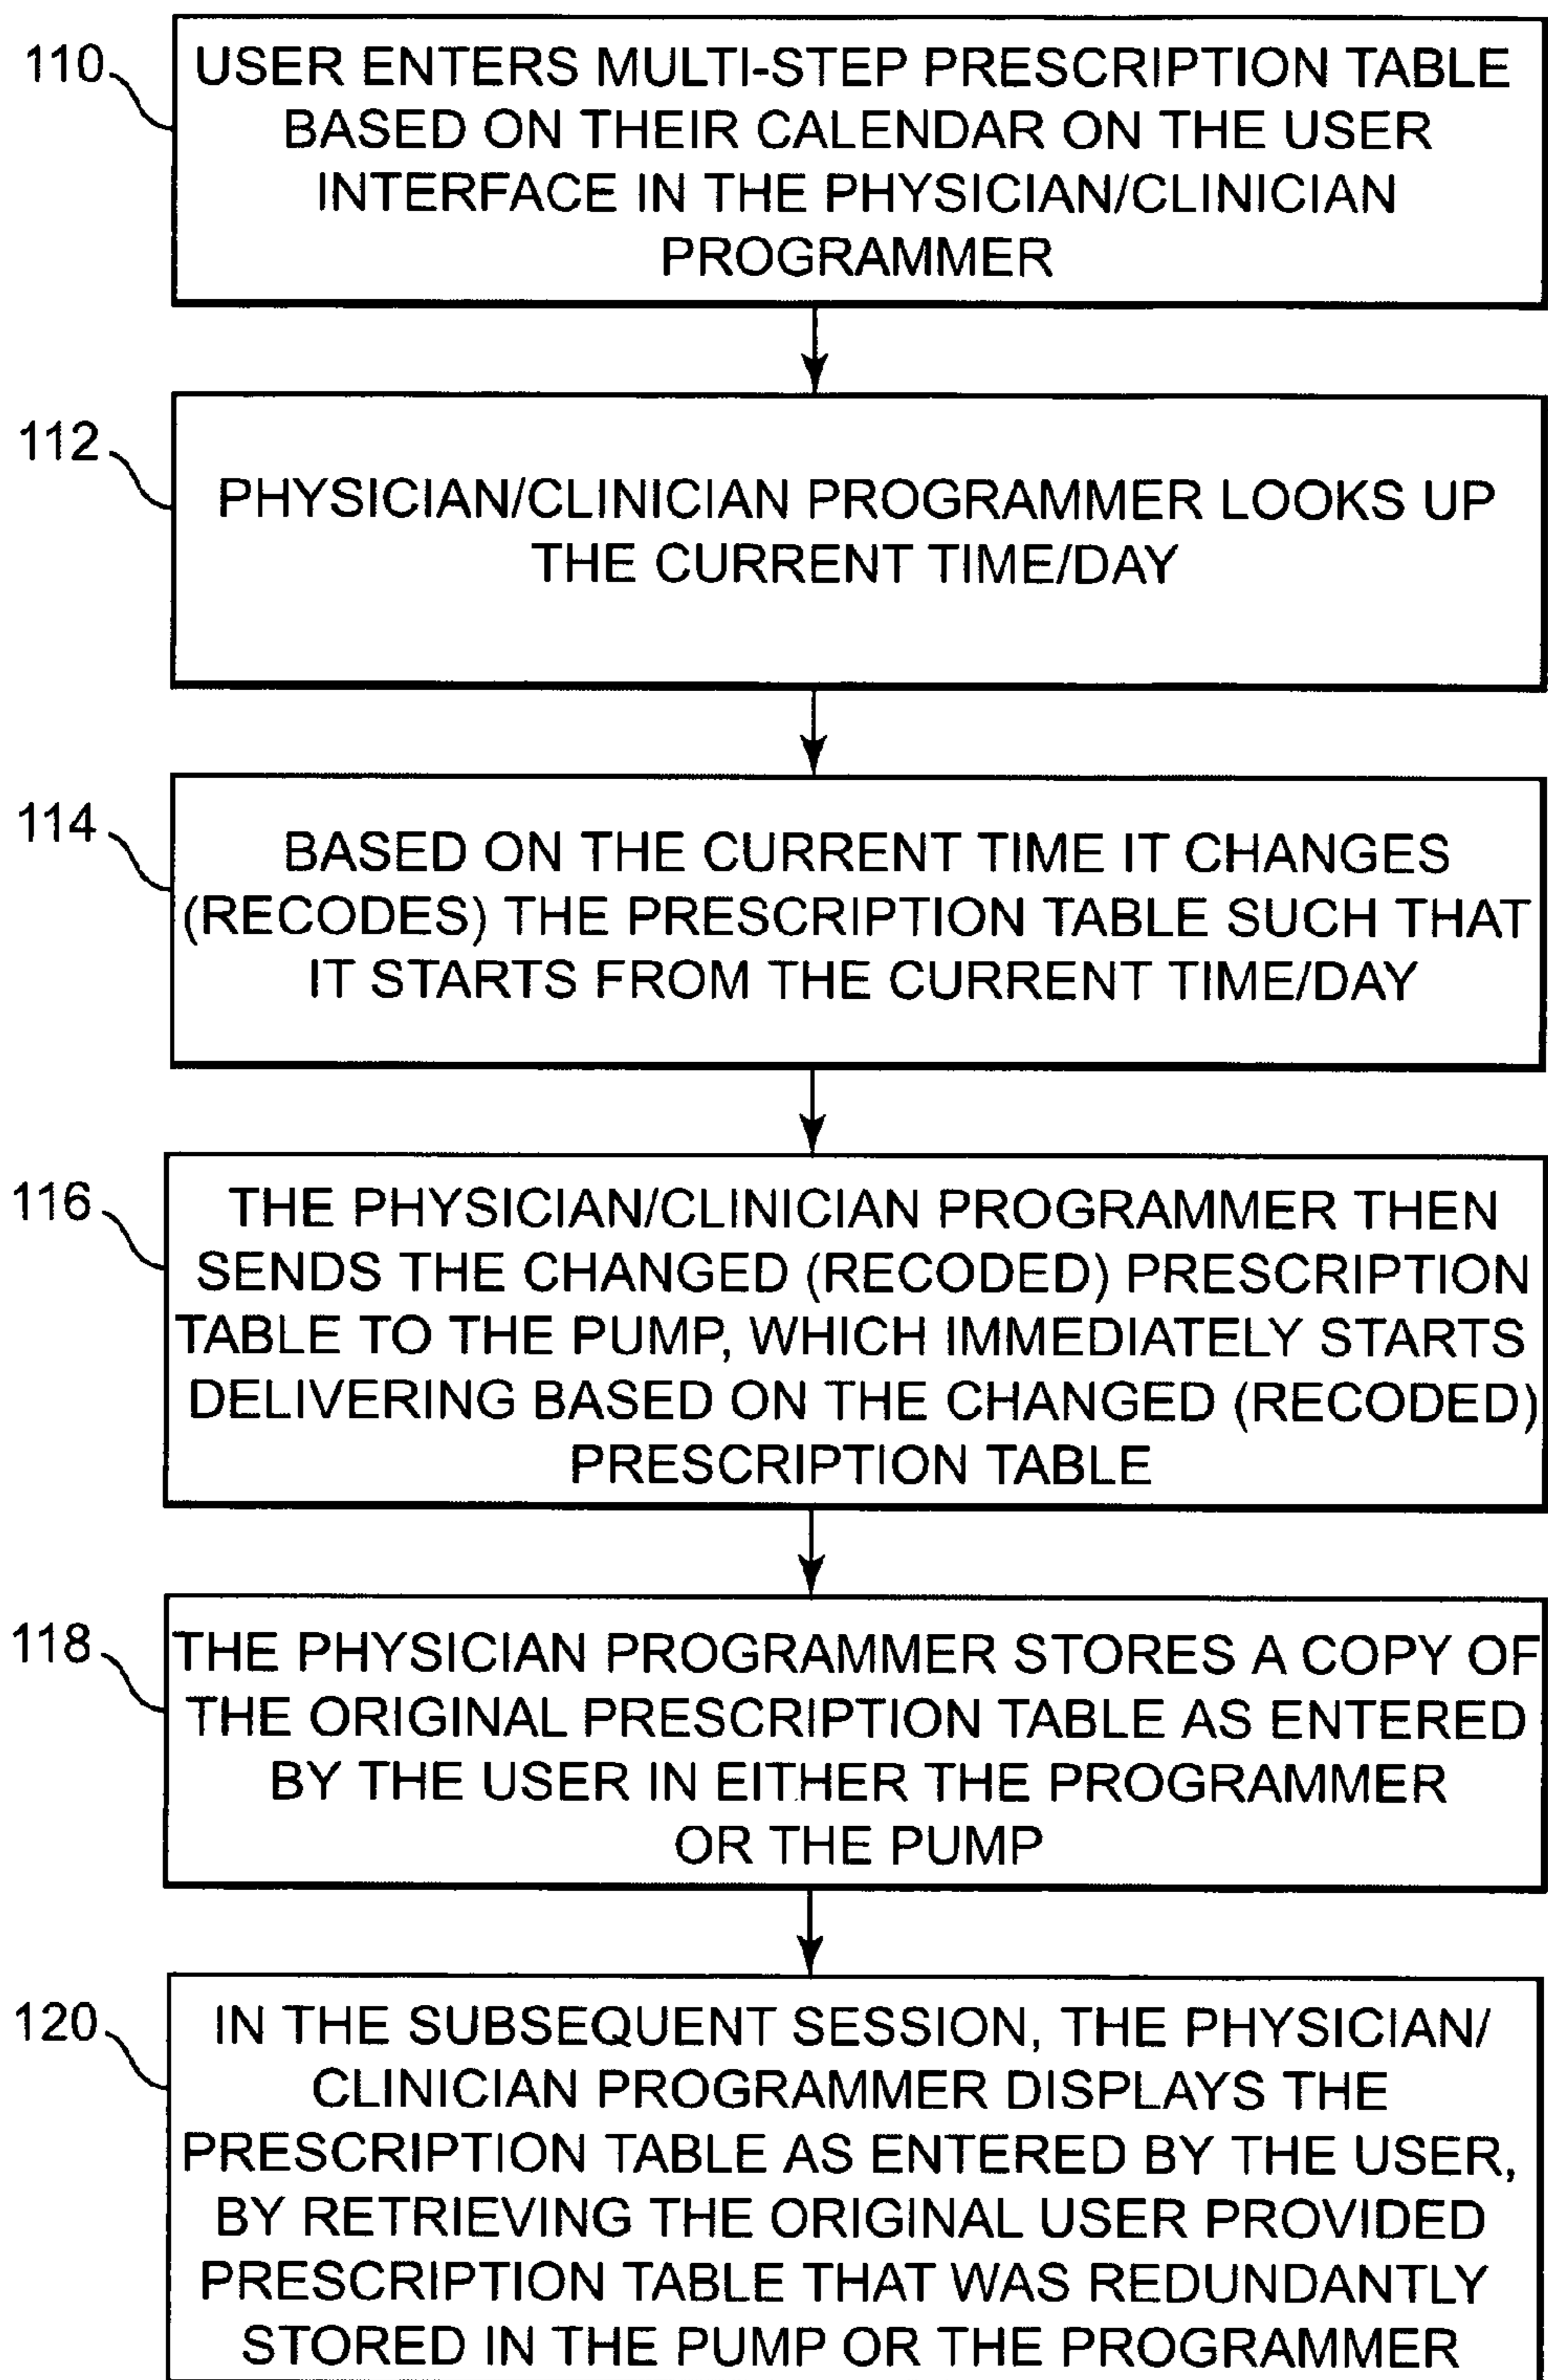 110
USER ENTERS MULTI-STEP PRESCRIPTION TABLE
BASED ON THEIR CALENDAR ON THE USER
INTERFACE IN THE PHYSICIAN/CLINICIAN
PROGRAMMER
112
PHYSICIAN/CLINICIAN PROGRAMMER LOOKS UP
THE CURRENT TIME/DAY
114
BASED ON THE CURRENT TIME IT CHANGES
(RECODES) THE PRESCRIPTION TABLE SUCH THAT
IT STARTS FROM THE CURRENT TIME/DAY
116
THE PHYSICIAN/CLINICIAN PROGRAMMER THEN
SENDS THE CHANGED (RECODED) PRESCRIPTION
TABLE TO THE PUMP, WHICH IMMEDIATELY STARTS
DELIVERING BASED ON THE CHANGED (RECODED)
PRESCRIPTION TABLE
118
THE PHYSICIAN PROGRAMMER STORES A COPY OF
THE ORIGINAL PRESCRIPTION TABLE AS ENTERED
BY THE USER IN EITHER THE PROGRAMMER
OR THE PUMP
120
IN THE SUBSEQUENT SESSION, THE PHYSICIAN/
CLINICIAN PROGRAMMER DISPLAYS THE
PRESCRIPTION TABLE AS ENTERED BY THE USER,
BY RETRIEVING THE ORIGINAL USER PROVIDED
PRESCRIPTION TABLE THAT WAS REDUNDANTLY
STORED IN THE PUMP OR THE PROGRAMMER